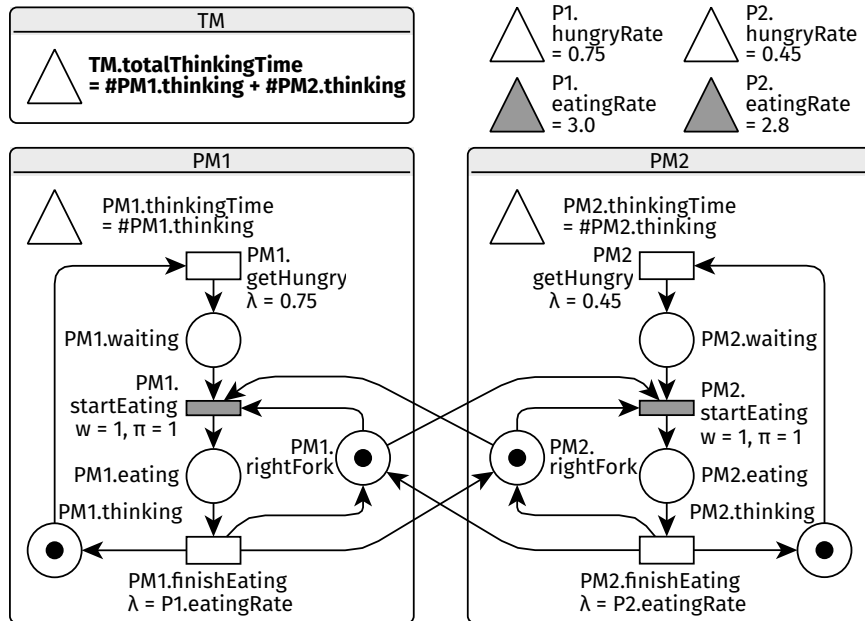 TM
TM.totalThinkingTime
= #PM1.thinking + #PM2.thinking
P1.
hungryRate
= 0.75
P2.
hungryRate
= 0.45
P1.
eatingRate
= 3.0
P2.
eatingRate
= 2.8
PM1
PM1.thinkingTime
= #PM1.thinking
PM1.
getHungry
λ = 0.75
PM1.waiting
PM1.
startEating
w = 1, π = 1
PM1.
rightFork
PM1.eating
PM1.thinking
PM1.finishEating
λ = P1.eatingRate
PM2
PM2.thinkingTime
= #PM2.thinking
PM2
getHungry
λ = 0.45
PM2.waiting
PM2.
startEating
w = 1, π = 1
PM2.
rightFork
PM2.eating
PM2.thinking
PM2.finishEating
λ = P2.eatingRate